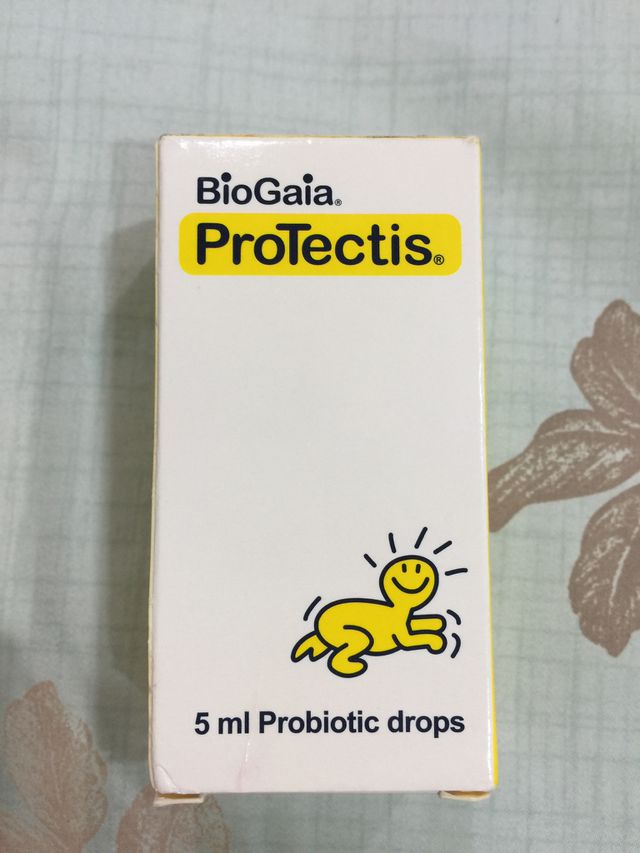 BioGaia®
ProTectis®
5 ml Probiotic drops